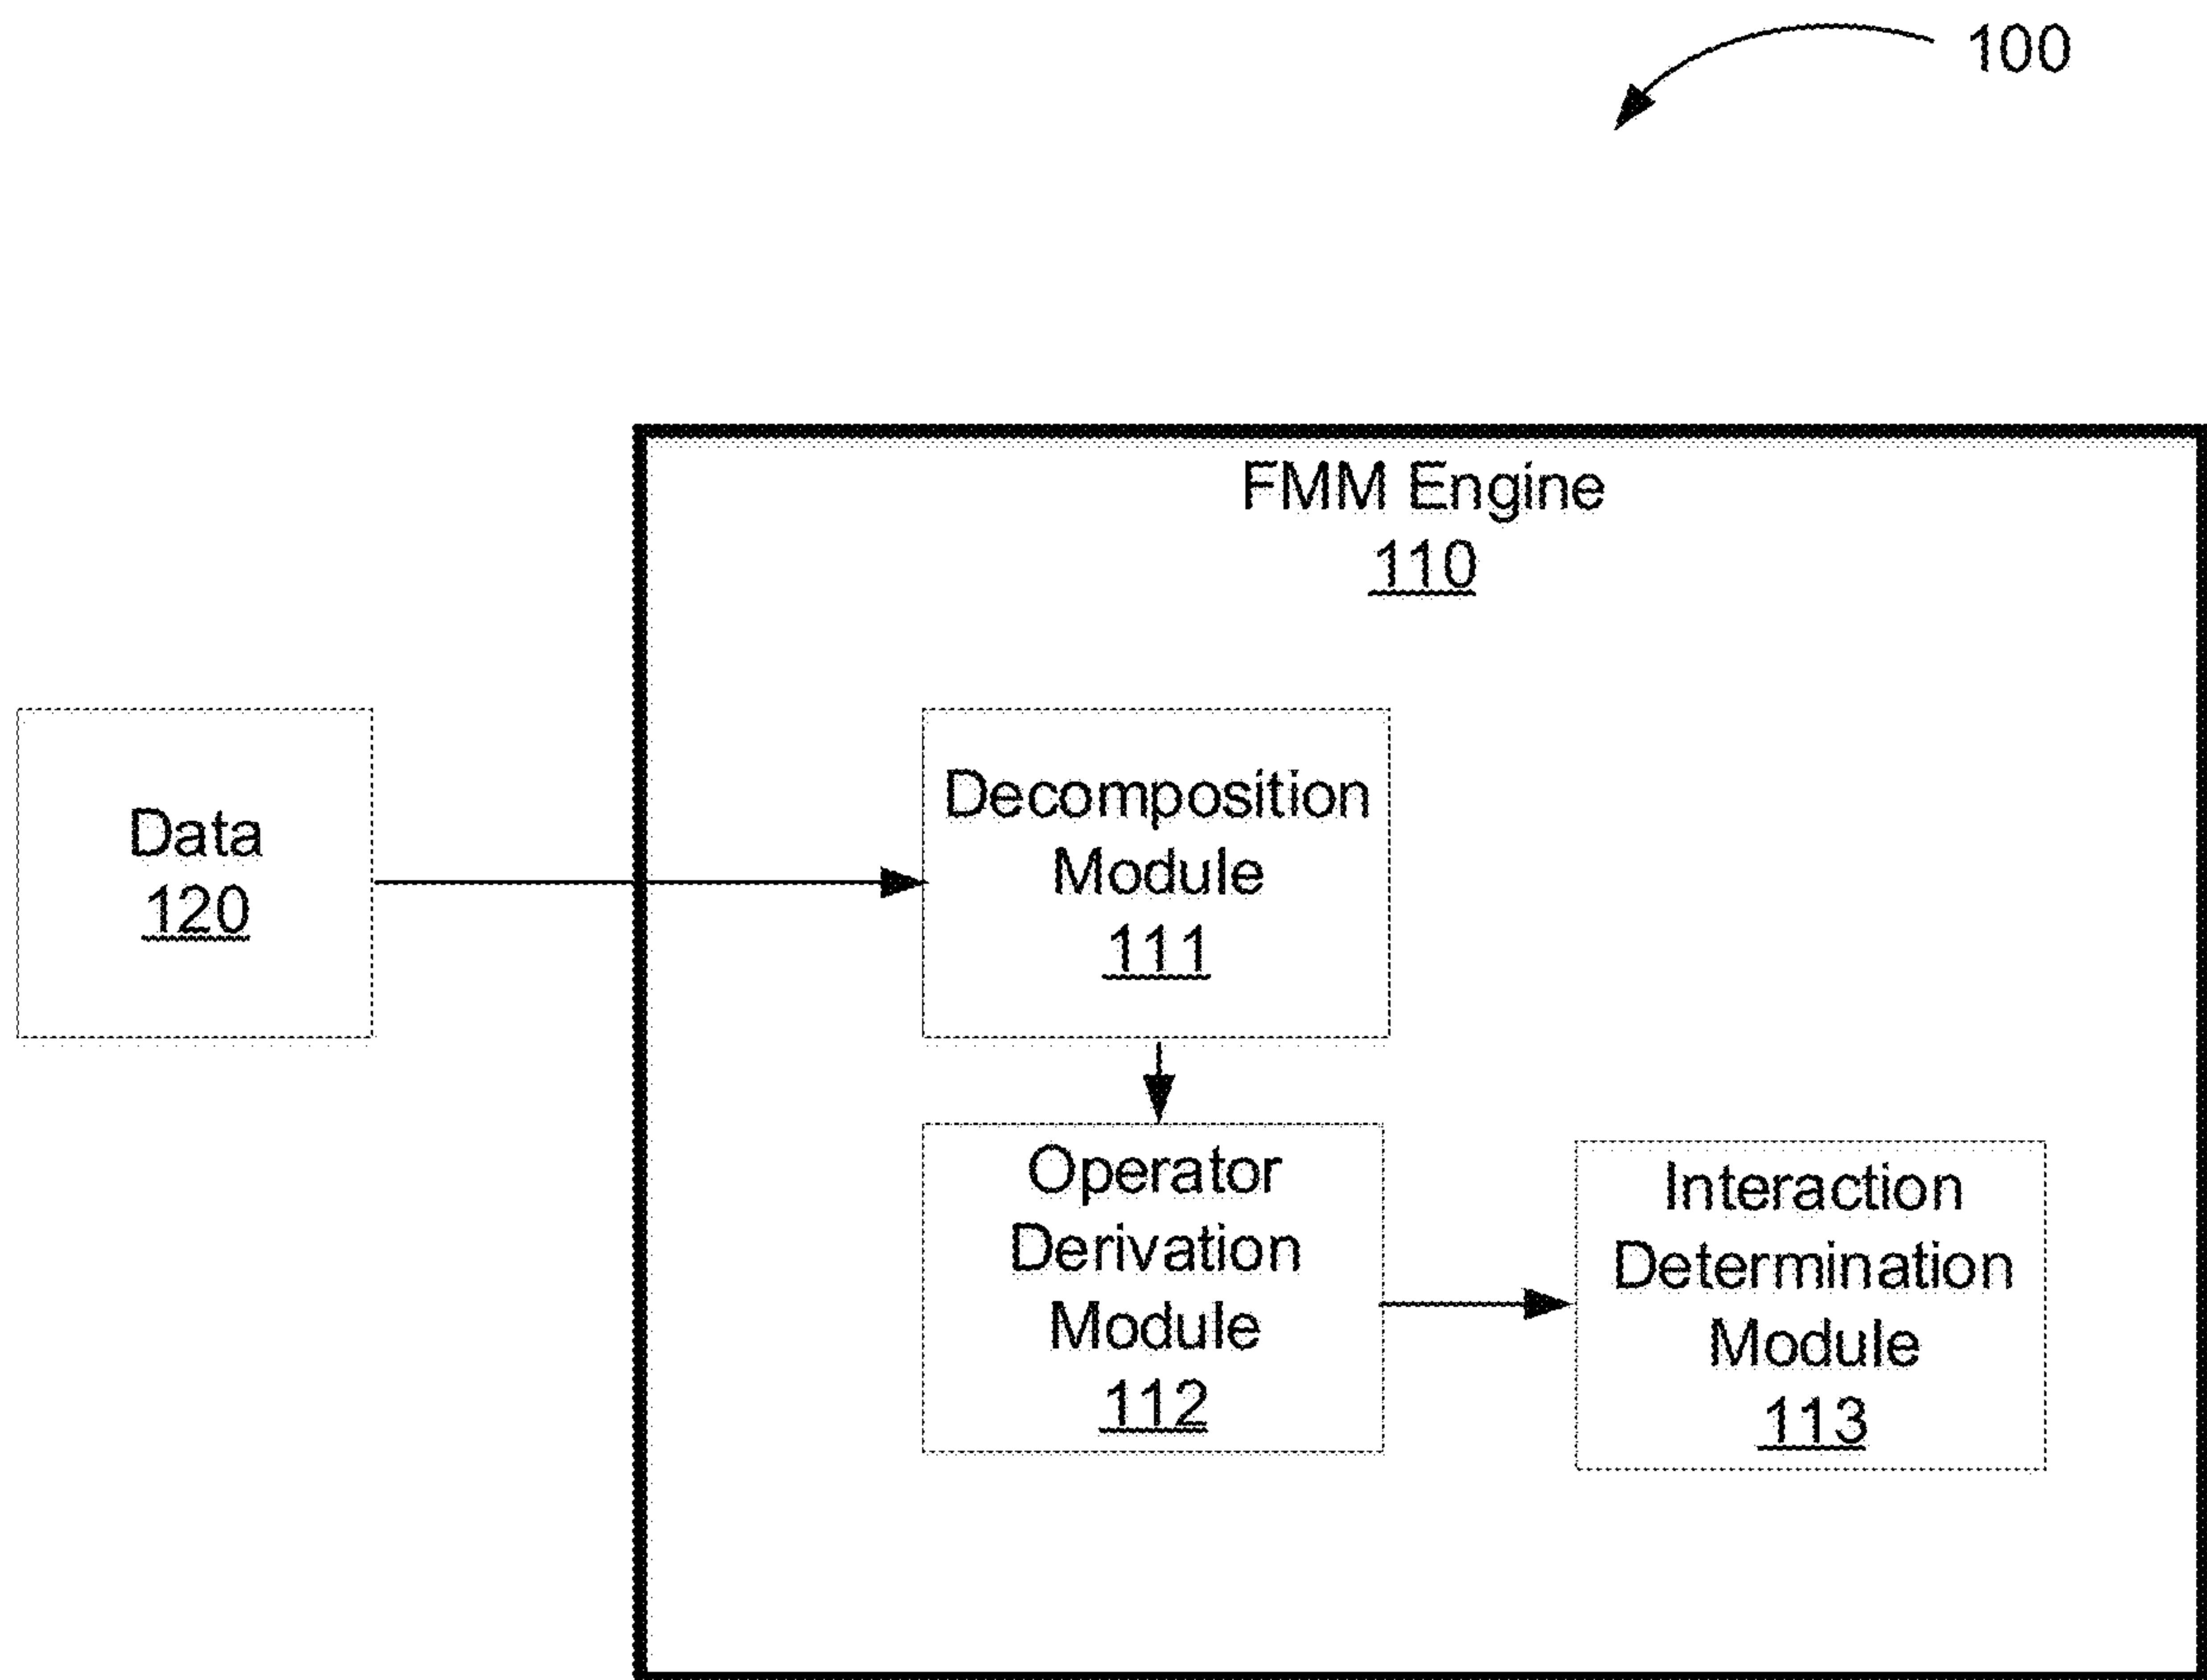 100
FMM Engine
110
Data
120
Decomposition
Module
111
Operator
Derivation
Module
112
Interaction
Determination
Module
113